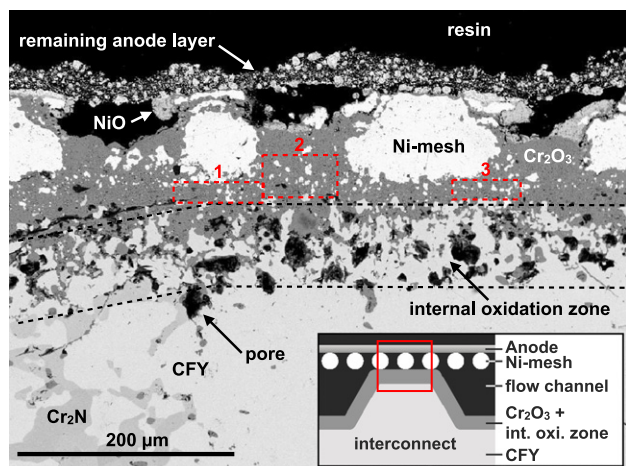 resin
remaining anode layer
NiO
Ni-mesh
Cr₂O₃
1
2
3
internal oxidation zone
pore
CFY
Cr₂N
200 µm
Anode
Ni-mesh
flow channel
Cr₂O₃ +
int. oxi. zone
interconnect
CFY